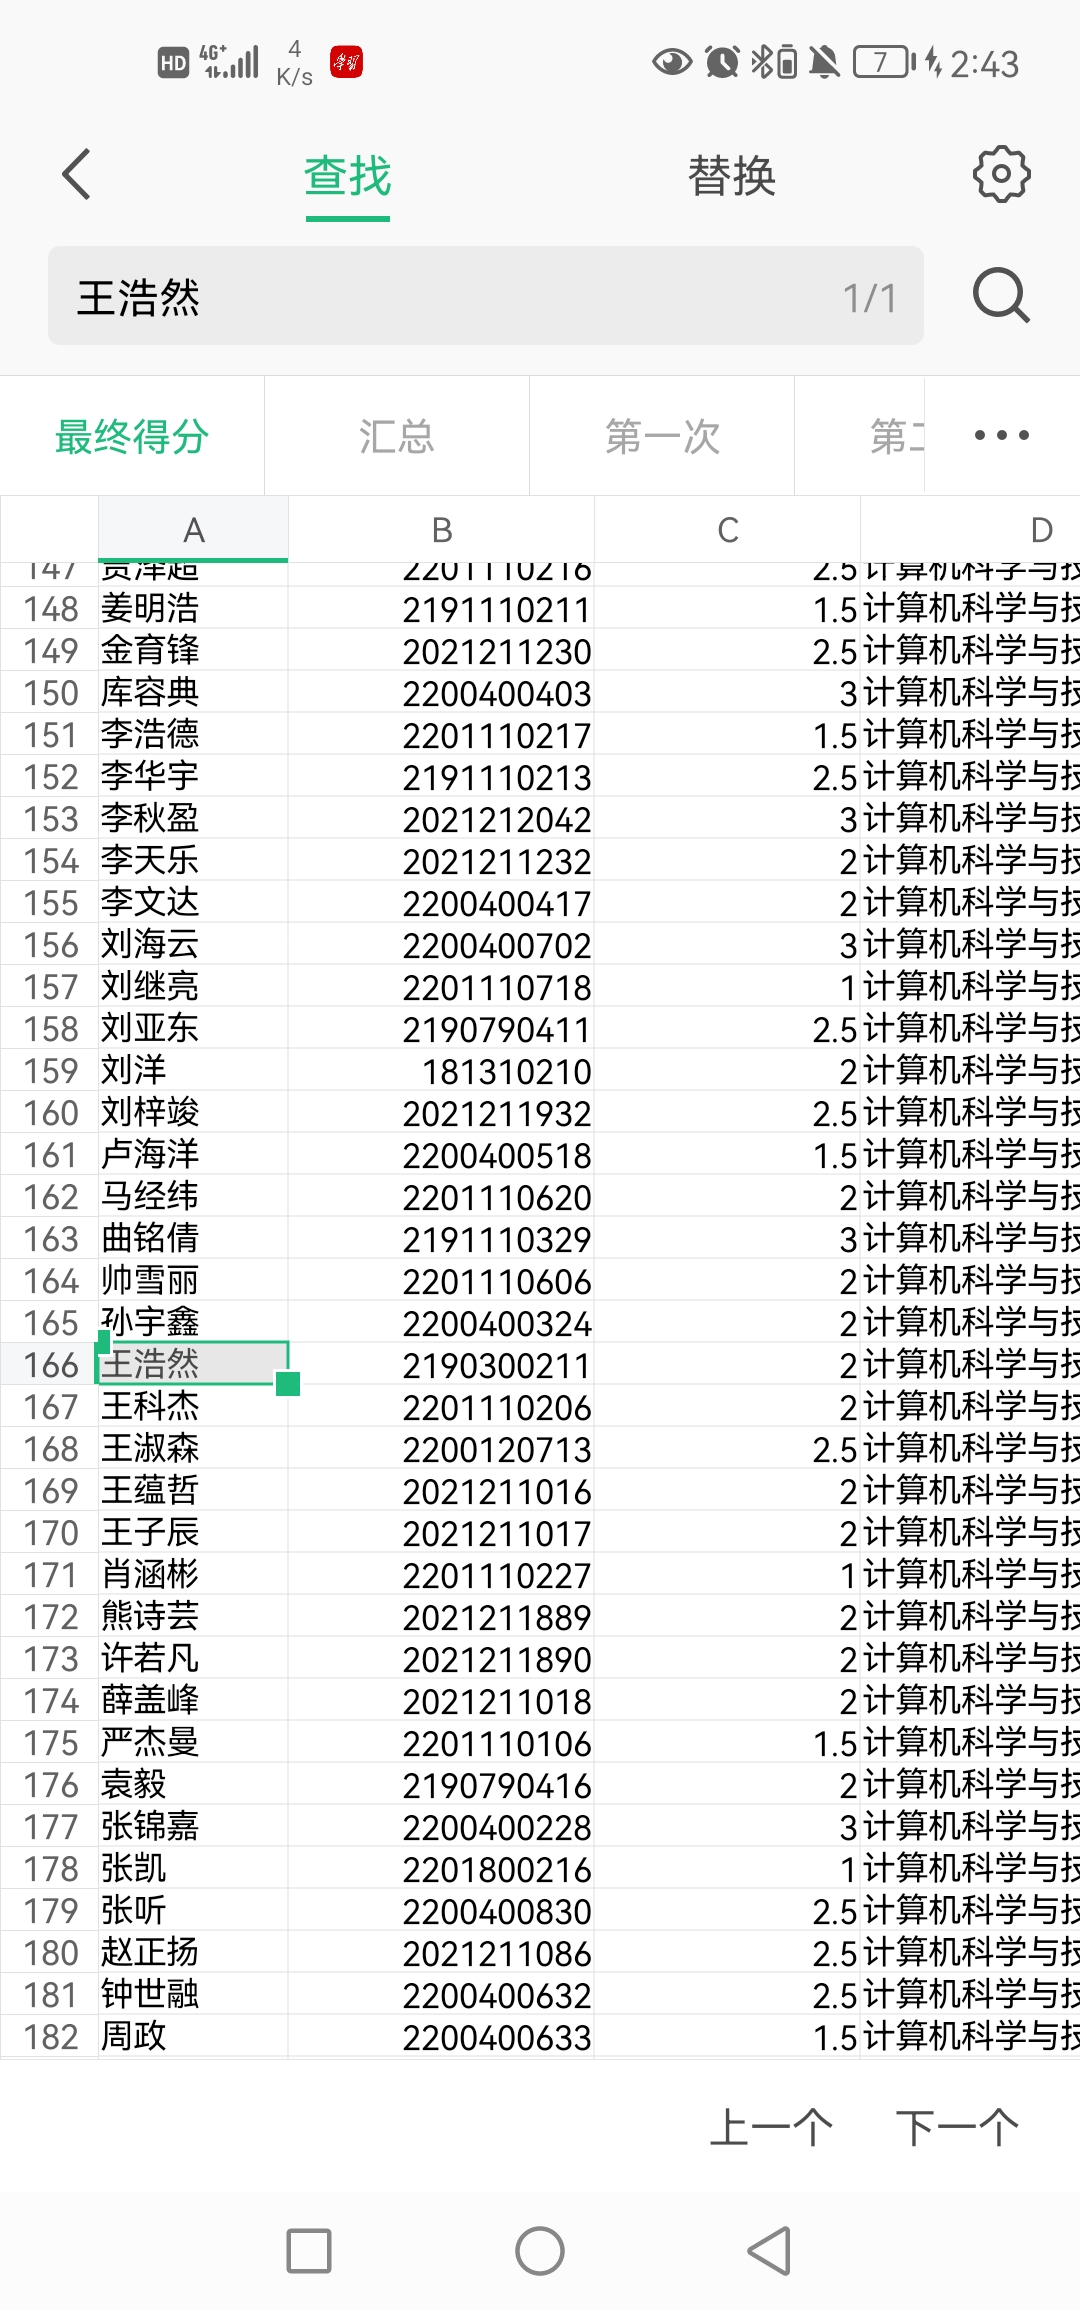 HD 4G+ 4 K/s 学习 7 2:43
查找 替换
王浩然 1/1
最终得分 汇总 第一次
A B C D
147 贾泽超 2201110216 2.5 计算机科学与技
148 姜明浩 2191110211 1.5 计算机科学与技
149 金育锋 2021211230 2.5 计算机科学与技
150 库容典 2200400403 3 计算机科学与技
151 李浩德 2201110217 1.5 计算机科学与技
152 李华宇 2191110213 2.5 计算机科学与技
153 李秋盈 2021212042 3 计算机科学与技
154 李天乐 2021211232 2 计算机科学与技
155 李文达 2200400417 2 计算机科学与技
156 刘海云 2200400702 3 计算机科学与技
157 刘继亮 2201110718 1 计算机科学与技
158 刘亚东 2190790411 2.5 计算机科学与技
159 刘洋 181310210 2 计算机科学与技
160 刘梓竣 2021211932 2.5 计算机科学与技
161 卢海洋 2200400518 1.5 计算机科学与技
162 马经纬 2201110620 2 计算机科学与技
163 曲铭倩 2191110329 3 计算机科学与技
164 帅雪丽 2201110606 2 计算机科学与技
165 孙宇鑫 2200400324 2 计算机科学与技
166 王浩然 2190300211 2 计算机科学与技
167 王科杰 2201110206 2 计算机科学与技
168 王淑森 2200120713 2.5 计算机科学与技
169 王蕴哲 2021211016 2 计算机科学与技
170 王子辰 2021211017 2 计算机科学与技
171 肖涵彬 2201110227 1 计算机科学与技
172 熊诗芸 2021211889 2 计算机科学与技
173 许若凡 2021211890 2 计算机科学与技
174 薛盖峰 2021211018 2 计算机科学与技
175 严杰曼 2201110106 1.5 计算机科学与技
176 袁毅 2190790416 2 计算机科学与技
177 张锦嘉 2200400228 3 计算机科学与技
178 张凯 2201800216 1 计算机科学与技
179 张听 2200400830 2.5 计算机科学与技
180 赵正扬 2021211086 2.5 计算机科学与技
181 钟世融 2200400632 2.5 计算机科学与技
182 周政 2200400633 1.5 计算机科学与技
上一个 下一个